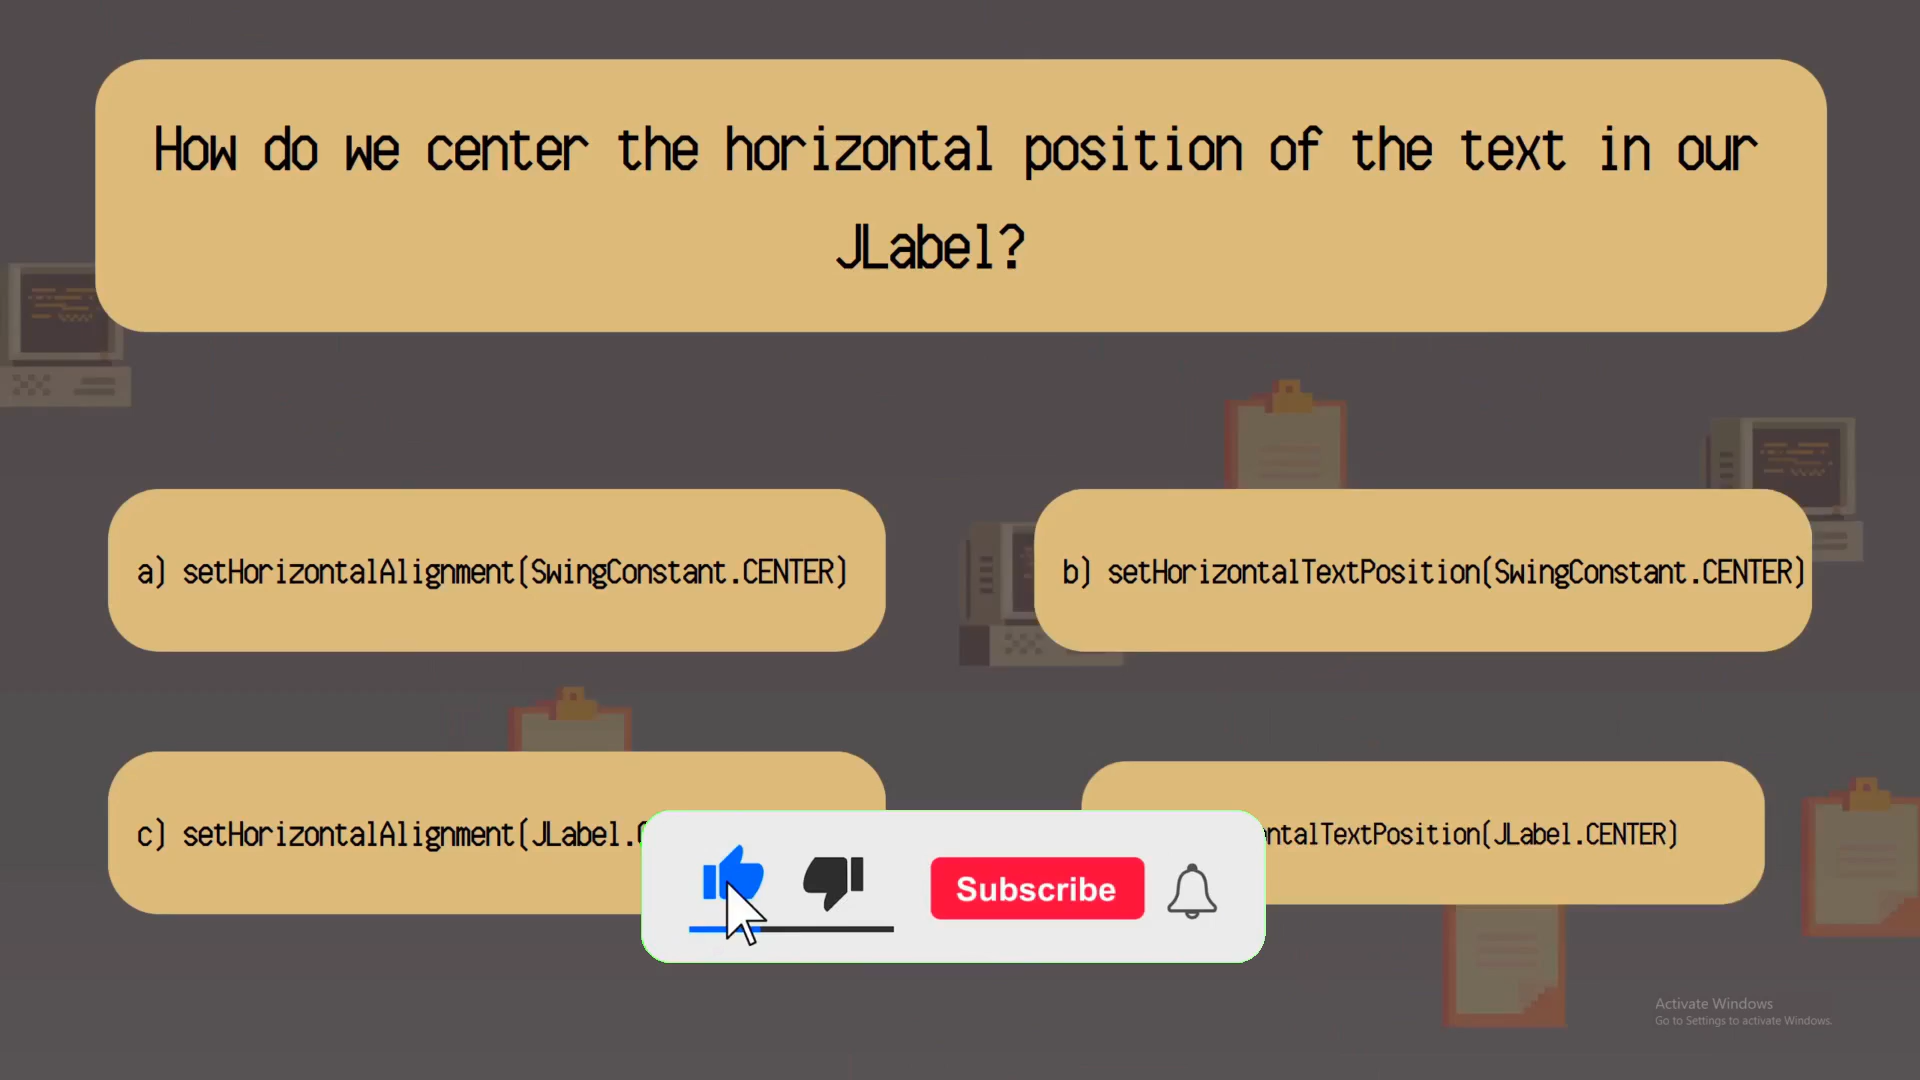 How do we center the horizontal position of the text in our
JLabel?
a) setHorizontalAlignment(SwingConstant.CENTER)
b) setHorizontalTextPosition(SwingConstant.CENTER)
c) setHorizontalAlignment(JLabel.
ntalTextPosition(JLabel.CENTER)
Subscribe
Activate Windows
Go to Settings to activate Windows.